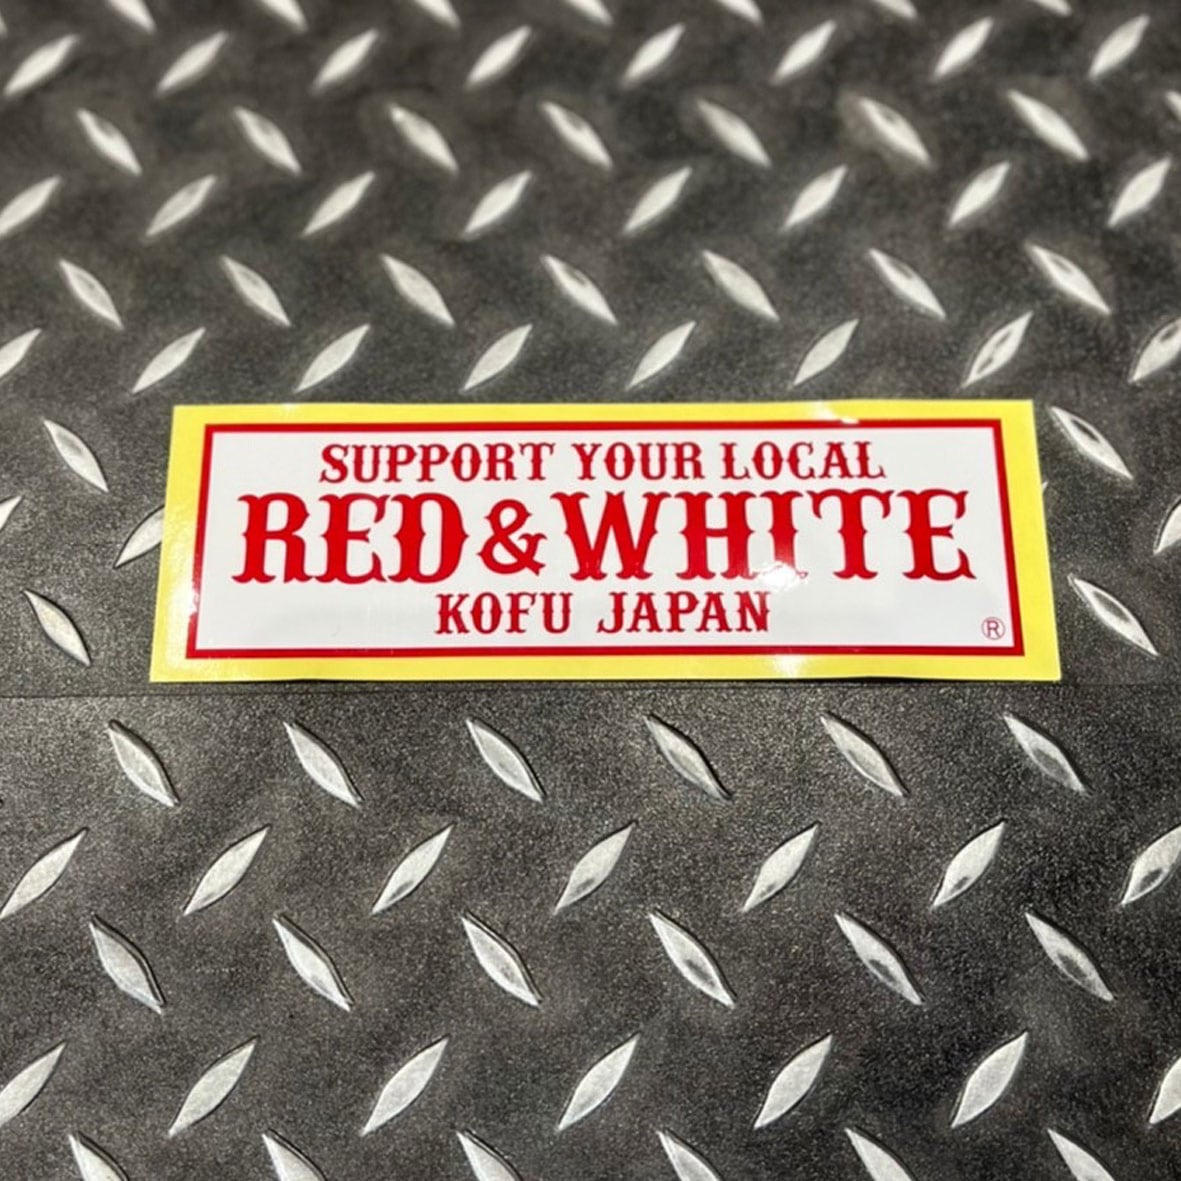 SUPPORT YOUR LOCAL
RED&WHITE
KOFU JAPAN
®